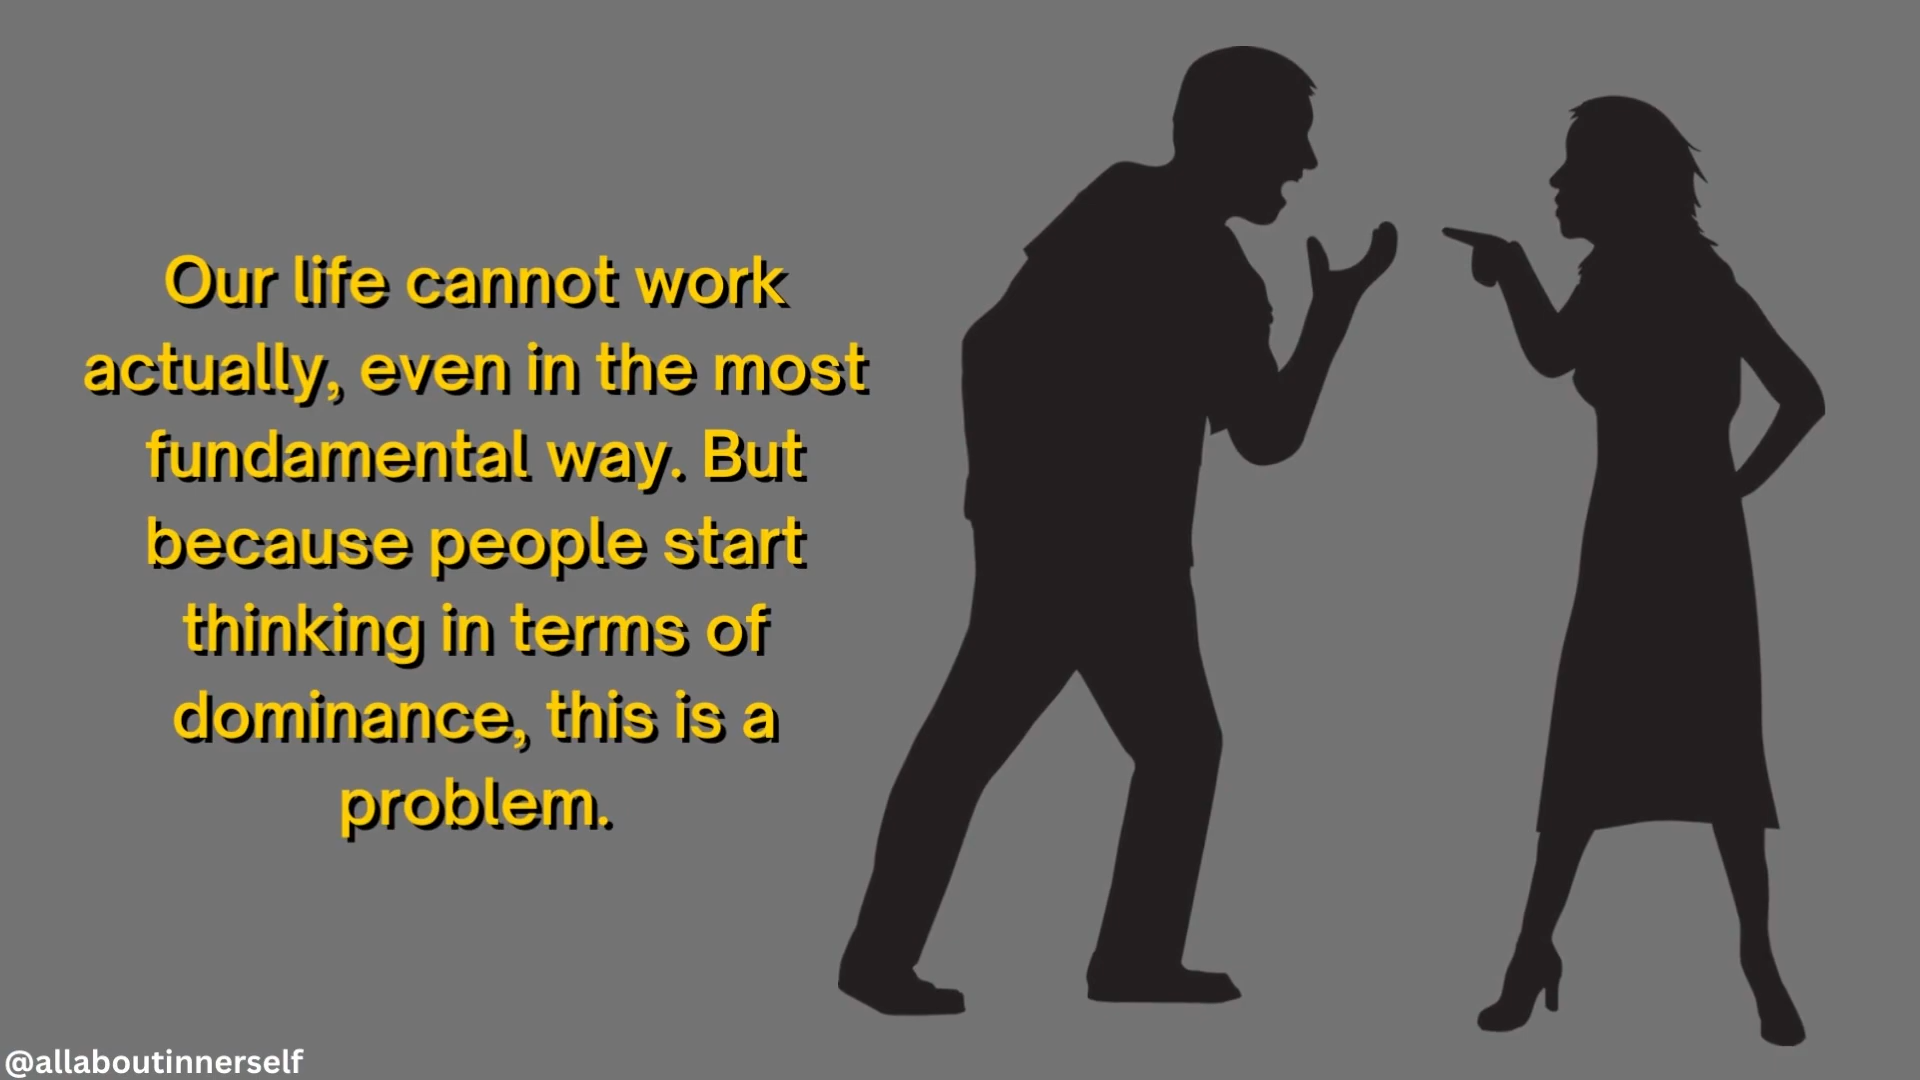 Our life cannot work
actually, even in the most
fundamental way. But
because people start
thinking in terms of
dominance, this is a
problem.
@allaboutinnerself